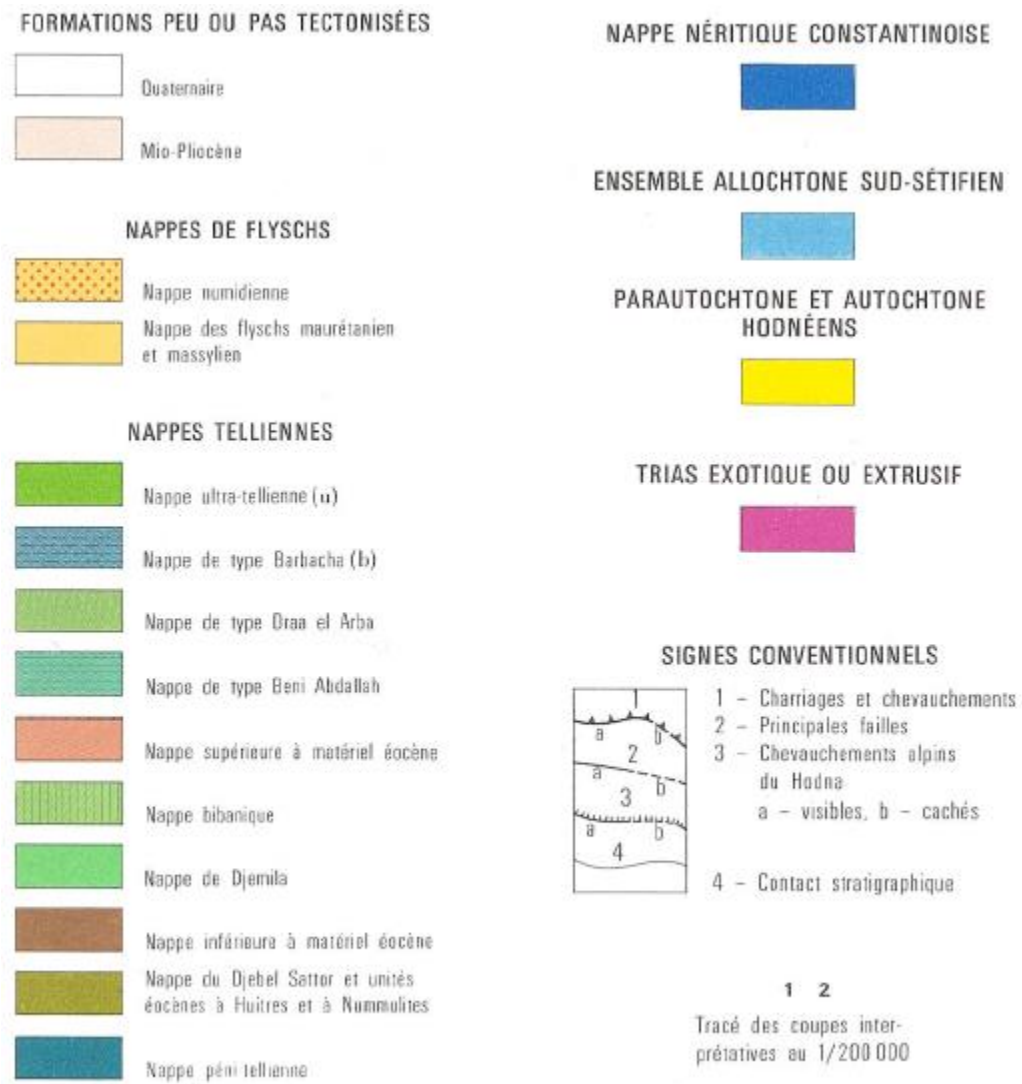 FORMATIONS PEU OU PAS TECTONISÉES
Quaternaire
Mio-Pliocène
NAPPES DE FLYSCHS
Nappe numidienne
Nappe des flyschs maurétanien
et massylien
NAPPES TELLIENNES
Nappe ultra-tellienne (u)
Nappe de type Barbacha (b)
Nappe de type Draa el Arba
Nappe de type Beni Abdallah
Nappe supérieure à matériel éocène
Nappe bibanique
Nappe de Djemila
Nappe inférieure à matériel éocène
Nappe du Djebel Sattor et unités
éocènes à Huitres et à Nummulites
Nappe péni tellienne
NAPPE NÉRITIQUE CONSTANTINOISE
ENSEMBLE ALLOCHTONE SUD-SÉTIFIEN
PARAUTOCHTONE ET AUTOCHTONE
HODNÉENS
TRIAS EXOTIQUE OU EXTRUSIF
SIGNES CONVENTIONNELS
1
a b
2
a b
3
a b
4
1 – Charriages et chevauchements
2 – Principales failles
3 – Chevauchements alpins
du Hodna
a – visibles, b – cachés
4 – Contact stratigraphique
1 2
Tracé des coupes inter-
prétatives au 1/200 000